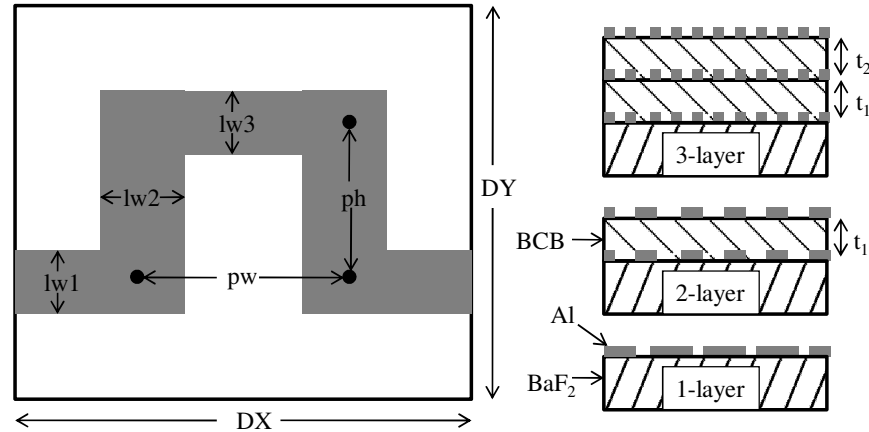 lw3
lw2
ph
DY
lw1
pw
DX
t2
t1
3-layer
BCB
t1
2-layer
Al
BaF2
1-layer